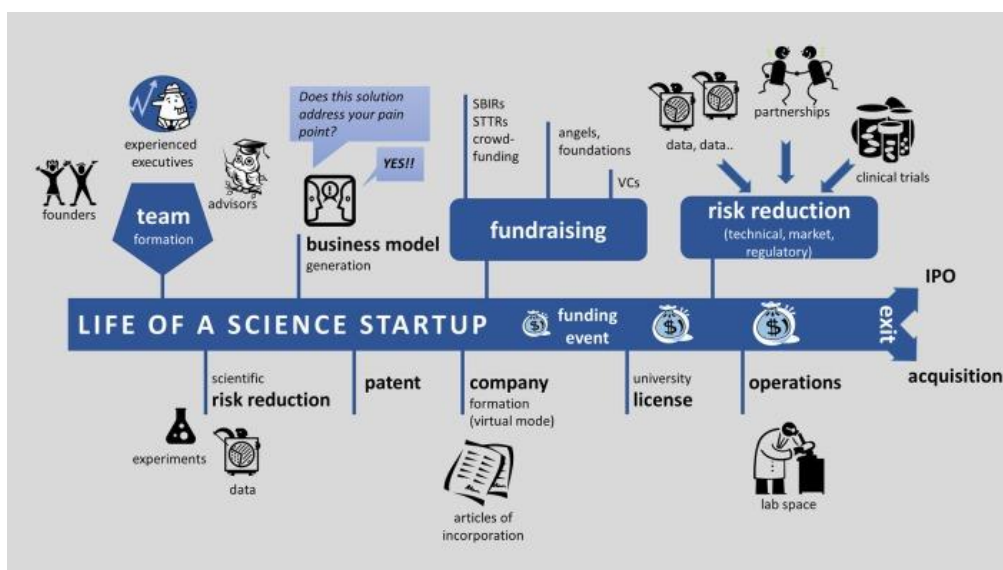 experienced
executives
founders
advisors
team
formation
Does this solution
address your pain
point?
YES!!
business model
generation
SBIRs
STTRs
crowd-
funding
angels,
foundations
VCs
fundraising
data, data..
partnerships
clinical trials
risk reduction
(technical, market,
regulatory)
LIFE OF A SCIENCE STARTUP
funding
event
exit
IPO
acquisition
scientific
risk reduction
experiments
data
patent
company
formation
(virtual mode)
articles of
incorporation
university
license
operations
lab space